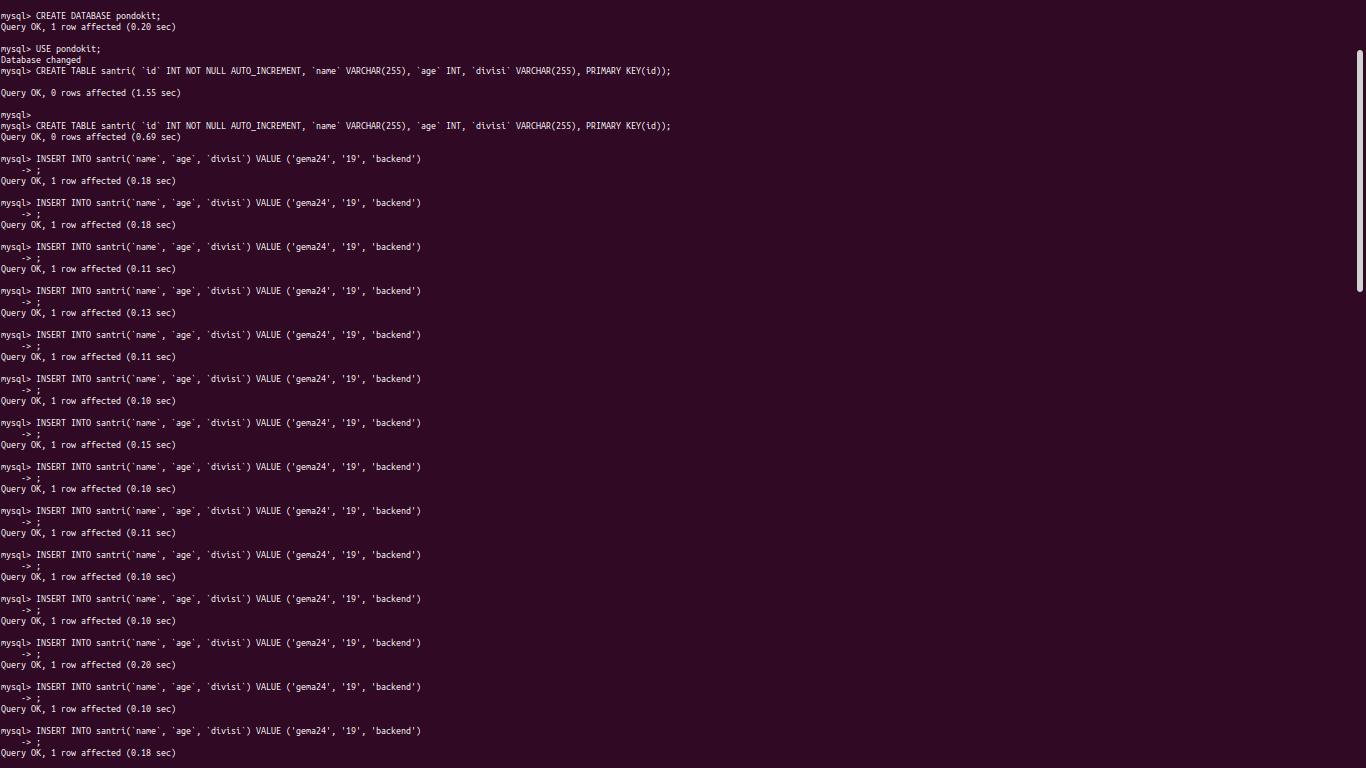 mysql> CREATE DATABASE pondokit;
Query OK, 1 row affected (0.20 sec)
mysql> USE pondokit;
Database changed
mysql> CREATE TABLE santri( `id` INT NOT NULL AUTO_INCREMENT, `name` VARCHAR(255), `age` INT, `divisi` VARCHAR(255), PRIMARY KEY(id));
Query OK, 0 rows affected (1.55 sec)
mysql>
mysql> CREATE TABLE santri( `id` INT NOT NULL AUTO_INCREMENT, `name` VARCHAR(255), `age` INT, `divisi` VARCHAR(255), PRIMARY KEY(id));
Query OK, 0 rows affected (0.69 sec)
mysql> INSERT INTO santri(`name`, `age`, `divisi`) VALUE ('gema24', '19', 'backend')
-> ;
Query OK, 1 row affected (0.18 sec)
mysql> INSERT INTO santri(`name`, `age`, `divisi`) VALUE ('gema24', '19', 'backend')
-> ;
Query OK, 1 row affected (0.18 sec)
mysql> INSERT INTO santri(`name`, `age`, `divisi`) VALUE ('gema24', '19', 'backend')
-> ;
Query OK, 1 row affected (0.11 sec)
mysql> INSERT INTO santri(`name`, `age`, `divisi`) VALUE ('gema24', '19', 'backend')
-> ;
Query OK, 1 row affected (0.13 sec)
mysql> INSERT INTO santri(`name`, `age`, `divisi`) VALUE ('gema24', '19', 'backend')
-> ;
Query OK, 1 row affected (0.11 sec)
mysql> INSERT INTO santri(`name`, `age`, `divisi`) VALUE ('gema24', '19', 'backend')
-> ;
Query OK, 1 row affected (0.10 sec)
mysql> INSERT INTO santri(`name`, `age`, `divisi`) VALUE ('gema24', '19', 'backend')
-> ;
Query OK, 1 row affected (0.15 sec)
mysql> INSERT INTO santri(`name`, `age`, `divisi`) VALUE ('gema24', '19', 'backend')
-> ;
Query OK, 1 row affected (0.10 sec)
mysql> INSERT INTO santri(`name`, `age`, `divisi`) VALUE ('gema24', '19', 'backend')
-> ;
Query OK, 1 row affected (0.11 sec)
mysql> INSERT INTO santri(`name`, `age`, `divisi`) VALUE ('gema24', '19', 'backend')
-> ;
Query OK, 1 row affected (0.10 sec)
mysql> INSERT INTO santri(`name`, `age`, `divisi`) VALUE ('gema24', '19', 'backend')
-> ;
Query OK, 1 row affected (0.10 sec)
mysql> INSERT INTO santri(`name`, `age`, `divisi`) VALUE ('gema24', '19', 'backend')
-> ;
Query OK, 1 row affected (0.20 sec)
mysql> INSERT INTO santri(`name`, `age`, `divisi`) VALUE ('gema24', '19', 'backend')
-> ;
Query OK, 1 row affected (0.10 sec)
mysql> INSERT INTO santri(`name`, `age`, `divisi`) VALUE ('gema24', '19', 'backend')
-> ;
Query OK, 1 row affected (0.18 sec)